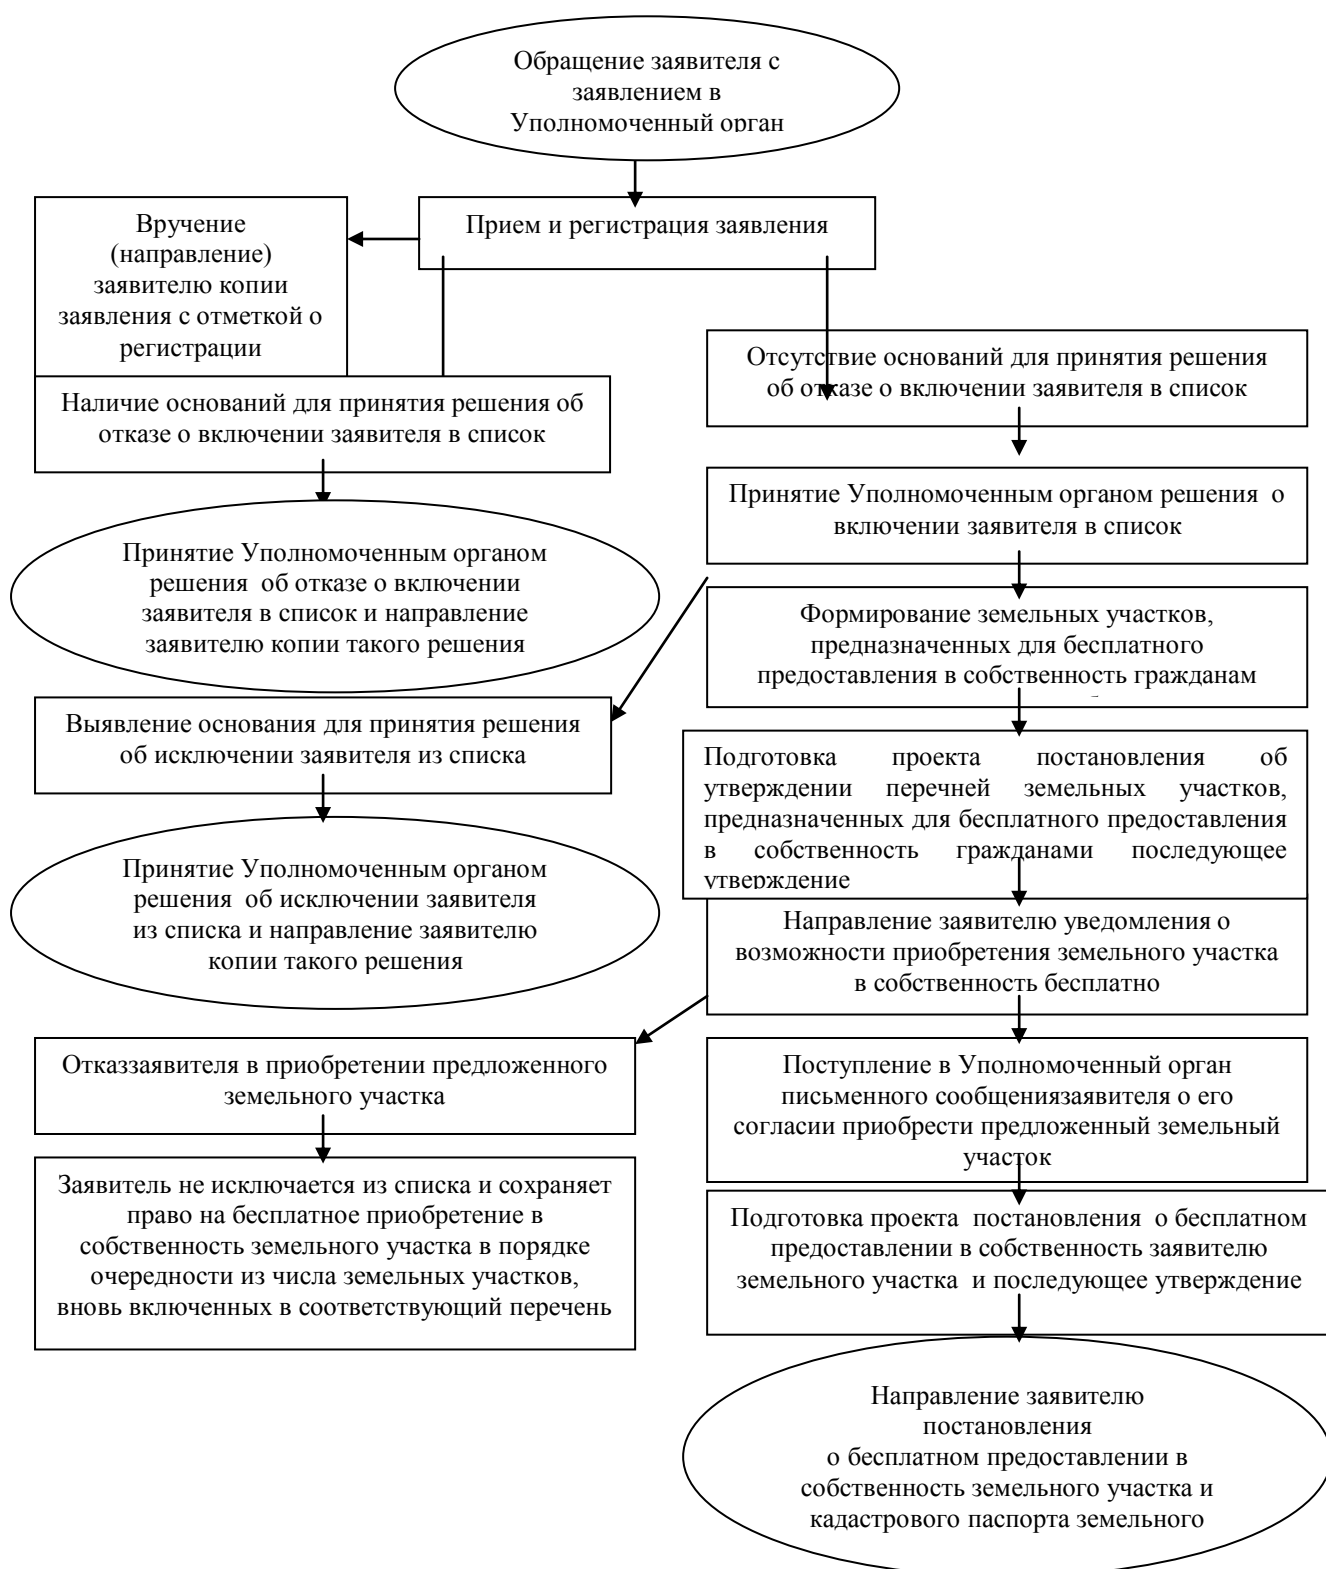 Обращение заявителя с
заявлением в
Уполномоченный орган
Прием и регистрация заявления
Вручение
(направление)
заявителю копии
заявления с отметкой о
регистрации
Отсутствие оснований для принятия решения
об отказе о включении заявителя в список
Наличие оснований для принятия решения об
отказе о включении заявителя в список
Принятие Уполномоченным органом решения о
включении заявителя в список
Принятие Уполномоченным органом
решения об отказе о включении
заявителя в список и направление
заявителю копии такого решения
Формирование земельных участков,
предназначенных для бесплатного
предоставления в собственность гражданам
Выявление основания для принятия решения
об исключении заявителя из списка
Подготовка проекта постановления об
утверждении перечней земельных участков,
предназначенных для бесплатного предоставления
в собственность гражданами последующее
утверждение
Принятие Уполномоченным органом
решения об исключении заявителя
из списка и направление заявителю
копии такого решения
Направление заявителю уведомления о
возможности приобретения земельного участка
в собственность бесплатно
Отказзаявителя в приобретении предложенного
земельного участка
Поступление в Уполномоченный орган
письменного сообщениязаявителя о его
согласии приобрести предложенный земельный
участок
Заявитель не исключается из списка и сохраняет
право на бесплатное приобретение в
собственность земельного участка в порядке
очередности из числа земельных участков,
вновь включенных в соответствующий перечень
Подготовка проекта постановления о бесплатном
предоставлении в собственность заявителю
земельного участка и последующее утверждение
Направление заявителю
постановления
о бесплатном предоставлении в
собственность земельного участка и
кадастрового паспорта земельного